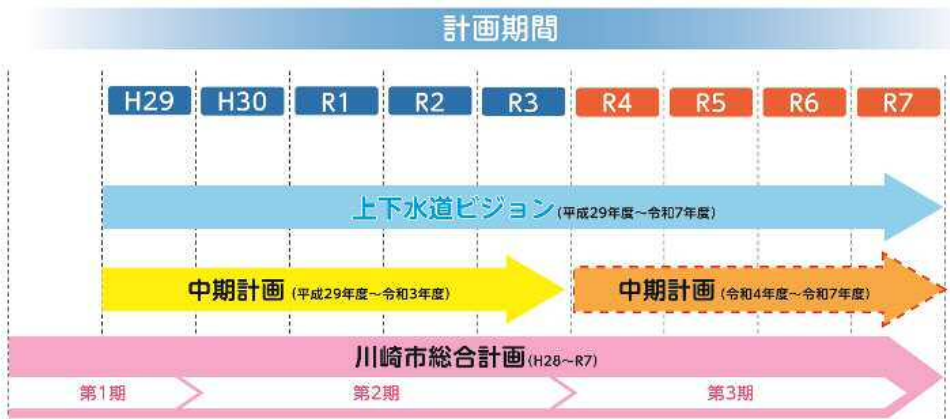 計画期間
H29 H30 R1 R2 R3 R4 R5 R6 R7
上下水道ビジョン(平成29年度～令和7年度)
中期計画(平成29年度～令和3年度) 中期計画(令和4年度～令和7年度)
川崎市総合計画(H28～R7)
第1期 第2期 第3期